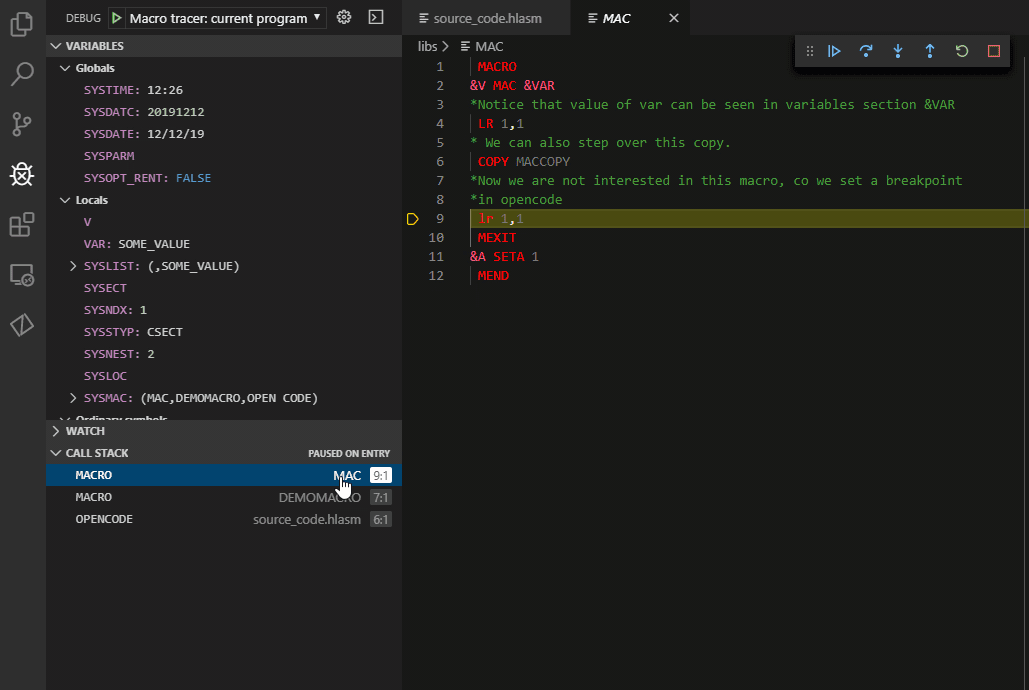 DEBUG Macro tracer: current program
VARIABLES
Globals
SYSTIME: 12:26
SYSDATC: 20191212
SYSDATE: 12/12/19
SYSPARM
SYSOPT_RENT: FALSE
Locals
V
VAR: SOME_VALUE
SYSLIST: (,SOME_VALUE)
SYSECT
SYSNDX: 1
SYSSTYP: CSECT
SYSNEST: 2
SYSLOC
SYSMAC: (MAC,DEMOMACRO,OPEN CODE)
Ordinary symbols
WATCH
CALL STACK PAUSED ON ENTRY
MACRO MAC 9:1
MACRO DEMOMACRO 7:1
OPENCODE source_code.hlasm 6:1
source_code.hlasm MAC
libs > MAC
1 MACRO
2 &V MAC &VAR
3 *Notice that value of var can be seen in variables section &VAR
4 LR 1,1
5 * We can also step over this copy.
6 COPY MACCOPY
7 *Now we are not interested in this macro, co we set a breakpoint
8 *in opencode
9 lr 1,1
10 MEXIT
11 &A SETA 1
12 MEND